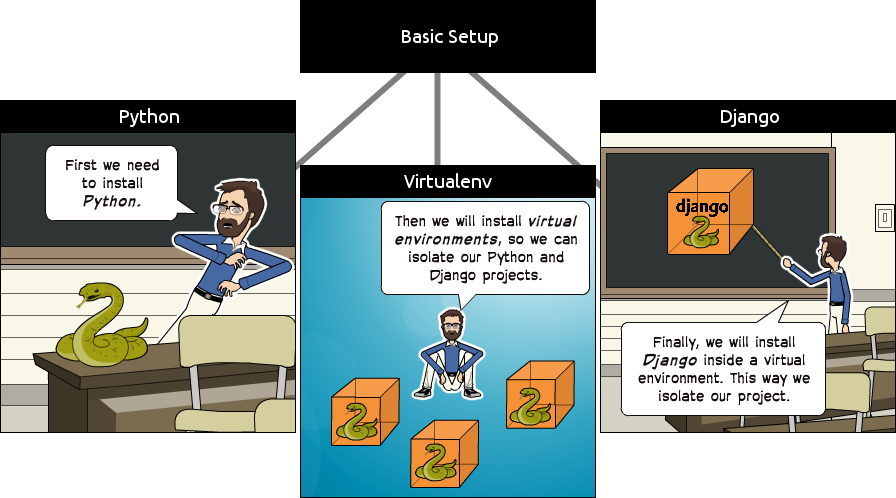 Basic Setup
Python
First we need
to install
Python.
Virtualenv
Then we will install virtual
environments, so we can
isolate our Python and
Django projects.
Django
django
Finally, we will install
Django inside a virtual
environment. This way we
isolate our project.